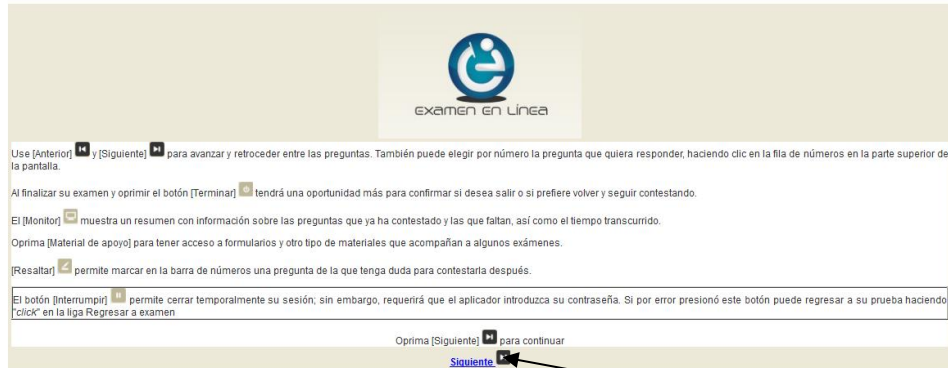 examen en Línea
Use [Anterior] y [Siguiente] para avanzar y retroceder entre las preguntas. También puede elegir por número la pregunta que quiera responder, haciendo clic en la fila de números en la parte superior de
la pantalla.
Al finalizar su examen y oprimir el botón [Terminar] tendrá una oportunidad más para confirmar si desea salir o si prefiere volver y seguir contestando.
El [Monitor] muestra un resumen con información sobre las preguntas que ya ha contestado y las que faltan, así como el tiempo transcurrido.
Oprima [Material de apoyo] para tener acceso a formularios y otro tipo de materiales que acompañan a algunos exámenes.
[Resaltar] permite marcar en la barra de números una pregunta de la que tenga duda para contestarla después.
El botón [Interrumpir] permite cerrar temporalmente su sesión; sin embargo, requerirá que el aplicador introduzca su contraseña. Si por error presionó este botón puede regresar a su prueba haciendo
"click" en la liga Regresar a examen
Oprima [Siguiente] para continuar
Siguiente